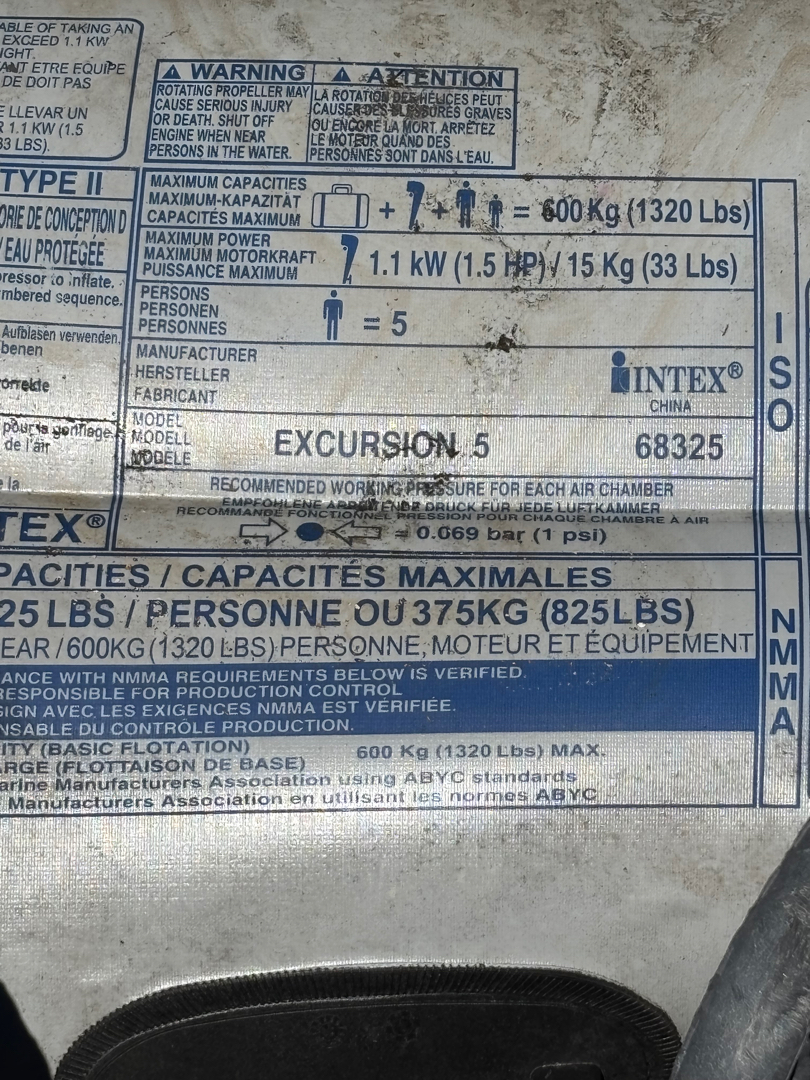 ABLE OF TAKING AN
EXCEED 1.1 KW
IGHT.
ANT ETRE EQUIPE
DE DOIT PAS
E LLEVAR UN
R 1.1 KW (1.5
33 LBS).
WARNING
ROTATING PROPELLER MAY
CAUSE SERIOUS INJURY
OR DEATH. SHUT OFF
ENGINE WHEN NEAR
PERSONS IN THE WATER.
ATTENTION
LA ROTATION DES HÉLICES PEUT
CAUSER DES BLESSURES GRAVES
OU ENCORE LA MORT. ARRÊTEZ
LE MOTEUR QUAND DES
PERSONNES SONT DANS L'EAU.
TYPE II
ORIE DE CONCEPTION D
/ EAU PROTÉGÉE
pressor to inflate.
mbered sequence.
Aufblasen verwenden.
benen
orrekte
pour le gonflage.
de l'air
e la
TEX®
MAXIMUM CAPACITIES
MAXIMUM-KAPAZITÄT
CAPACITÉS MAXIMUM
+ + = 600 Kg (1320 Lbs)
MAXIMUM POWER
MAXIMUM MOTORKRAFT
PUISSANCE MAXIMUM
1.1 kW (1.5 HP) / 15 Kg (33 Lbs)
PERSONS
PERSONEN
PERSONNES
= 5
MANUFACTURER
HERSTELLER
FABRICANT
INTEX®
CHINA
MODEL
MODELL
MODÈLE
EXCURSION 5 68325
RECOMMENDED WORKING PRESSURE FOR EACH AIR CHAMBER
EMPFOHLENE ARBEITENDE DRUCK FÜR JEDE LUFTKAMMER
RECOMMANDÉ FONCTIONNEL PRESSION POUR CHAQUE CHAMBRE À AIR
= 0.069 bar (1 psi)
ISO
PACITIES / CAPACITÉS MAXIMALES
25 LBS / PERSONNE OU 375KG (825LBS)
EAR / 600KG (1320 LBS) PERSONNE, MOTEUR ET ÉQUIPEMENT
ANCE WITH NMMA REQUIREMENTS BELOW IS VERIFIED.
RESPONSIBLE FOR PRODUCTION CONTROL
SIGN AVEC LES EXIGENCES NMMA EST VÉRIFIÉE.
NSABLE DU CONTRÔLE PRODUCTION.
ITY (BASIC FLOTATION) 600 Kg (1320 Lbs) MAX.
ARGE (FLOTTAISON DE BASE)
arine Manufacturers Association using ABYC standards
Manufacturers Association en utilisant les normes ABYC
NMMA